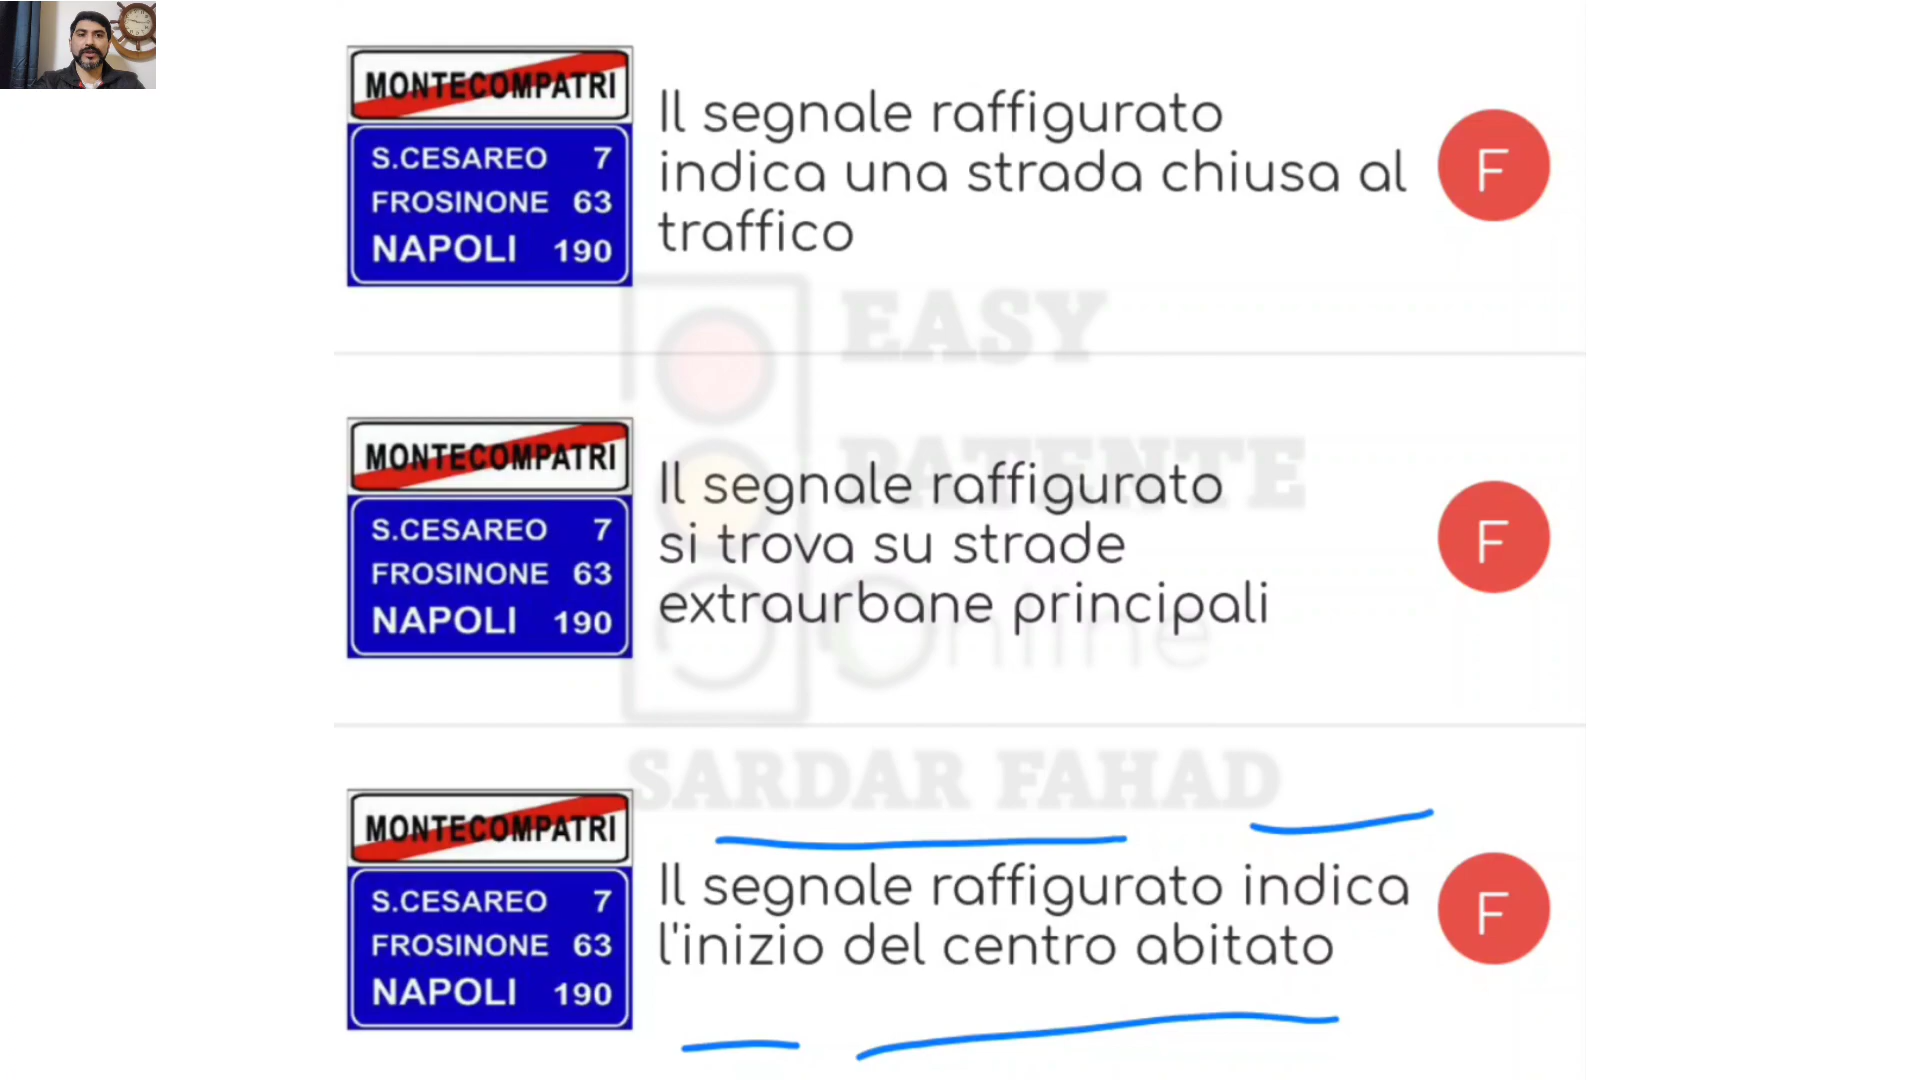 MONTECOMPATRI
S.CESAREO 7
FROSINONE 63
NAPOLI 190
Il segnale raffigurato
indica una strada chiusa al
traffico
F
EASY
MONTECOMPATRI
S.CESAREO 7
FROSINONE 63
NAPOLI 190
PATENTE
Il segnale raffigurato
si trova su strade
extraurbane principali
F
Online
SARDAR FAHAD
MONTECOMPATRI
S.CESAREO 7
FROSINONE 63
NAPOLI 190
Il segnale raffigurato indica
l'inizio del centro abitato
F